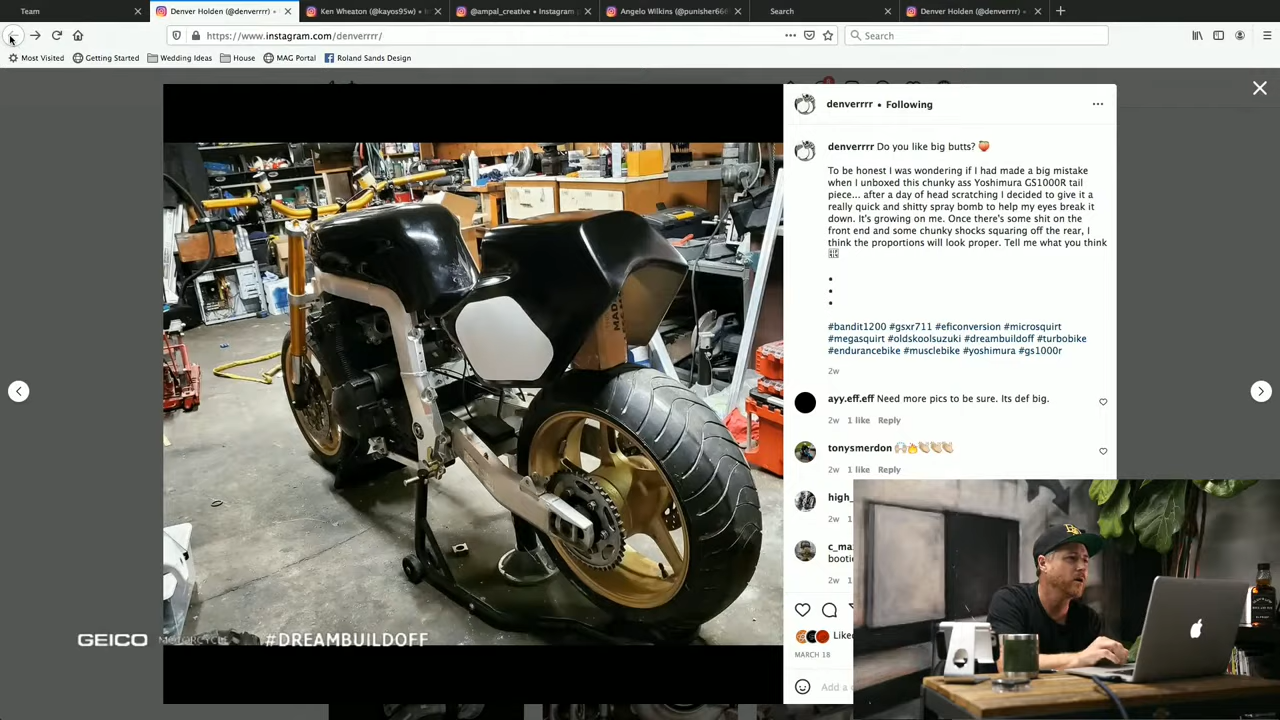 Team
Denver Holden (@denverrrr) •
Ken Wheaton (@kayos95w) •
@ampal_creative • Instagram
Angelo Wilkins (@punisher66
Search
Denver Holden (@denverrrr) •
https://www.instagram.com/denverrrr/
Search
Most Visited
Getting Started
Wedding Ideas
House
MAG Portal
Roland Sands Design
denverrrr • Following
denverrrr Do you like big butts? 🍑
To be honest I was wondering if I had made a big mistake
when I unboxed this chunky ass Yoshimura GS1000R tail
piece... after a day of head scratching I decided to give it a
really quick and shitty spray bomb to help my eyes break it
down. It's growing on me. Once there's some shit on the
front end and some chunky shocks squaring off the rear, I
think the proportions will look proper. Tell me what you think
•
•
•
#bandit1200 #gsxr711 #eficonversion #microsquirt
#megasquirt #oldskoolsuzuki #dreambuildoff #turbobike
#endurancebike #musclebike #yoshimura #gs1000r
2w
ayy.eff.eff Need more pics to be sure. Its def big.
2w 1 like Reply
tonysmerdon 🙌🔥👏👏👏
2w 1 like Reply
high_
2w
c_ma
bootie
2w
Liked
MARCH 18
Add a
MADE
GEICO MOTORCYCLE #DREAMBUILDOFF